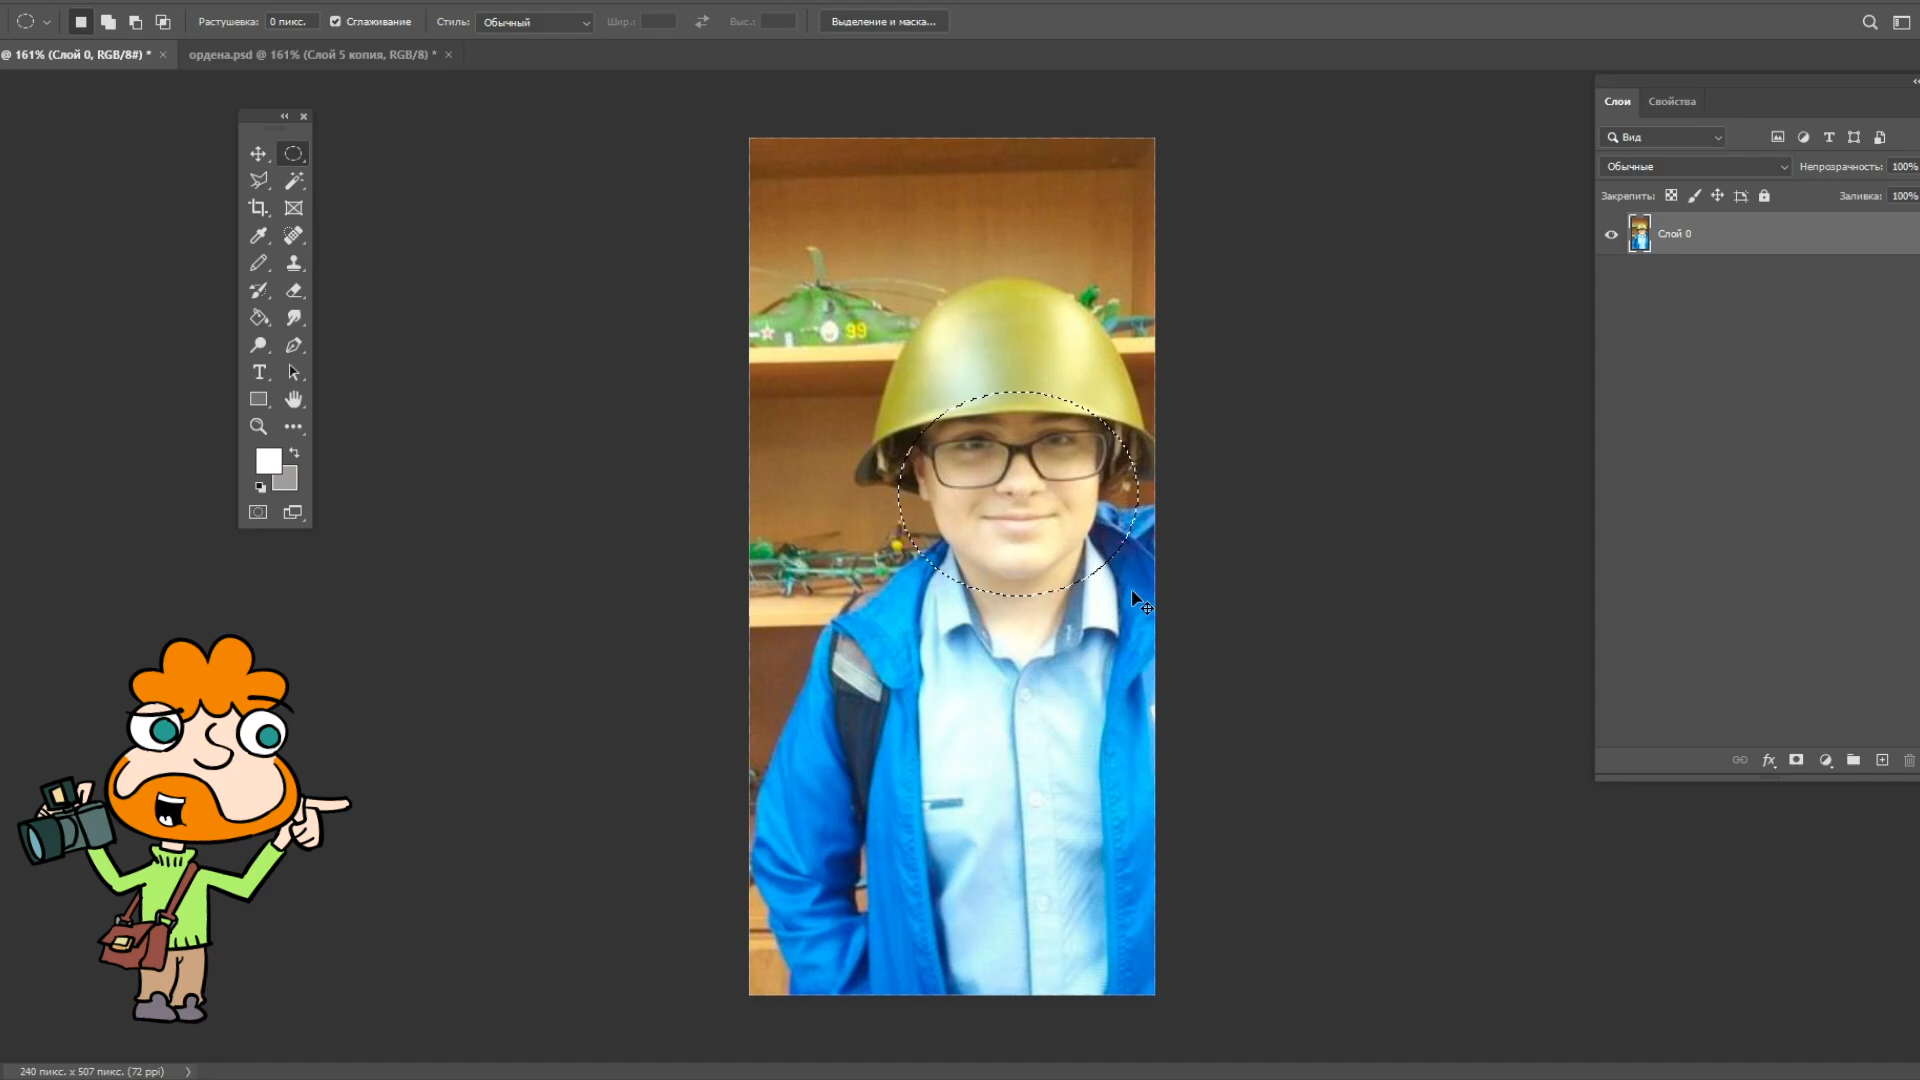 Растушевка: 0 пикс. Сглаживание Стиль: Обычный Шир.: Выс.: Выделение и маска...
@ 161% (Слой 0, RGB/8#) * × ордена.psd @ 161% (Слой 5 копия, RGB/8) * ×
Слои Свойства
Вид
Обычные Непрозрачность: 100%
Закрепить: Заливка: 100%
Слой 0
99
240 пикс. x 507 пикс. (72 ppi)